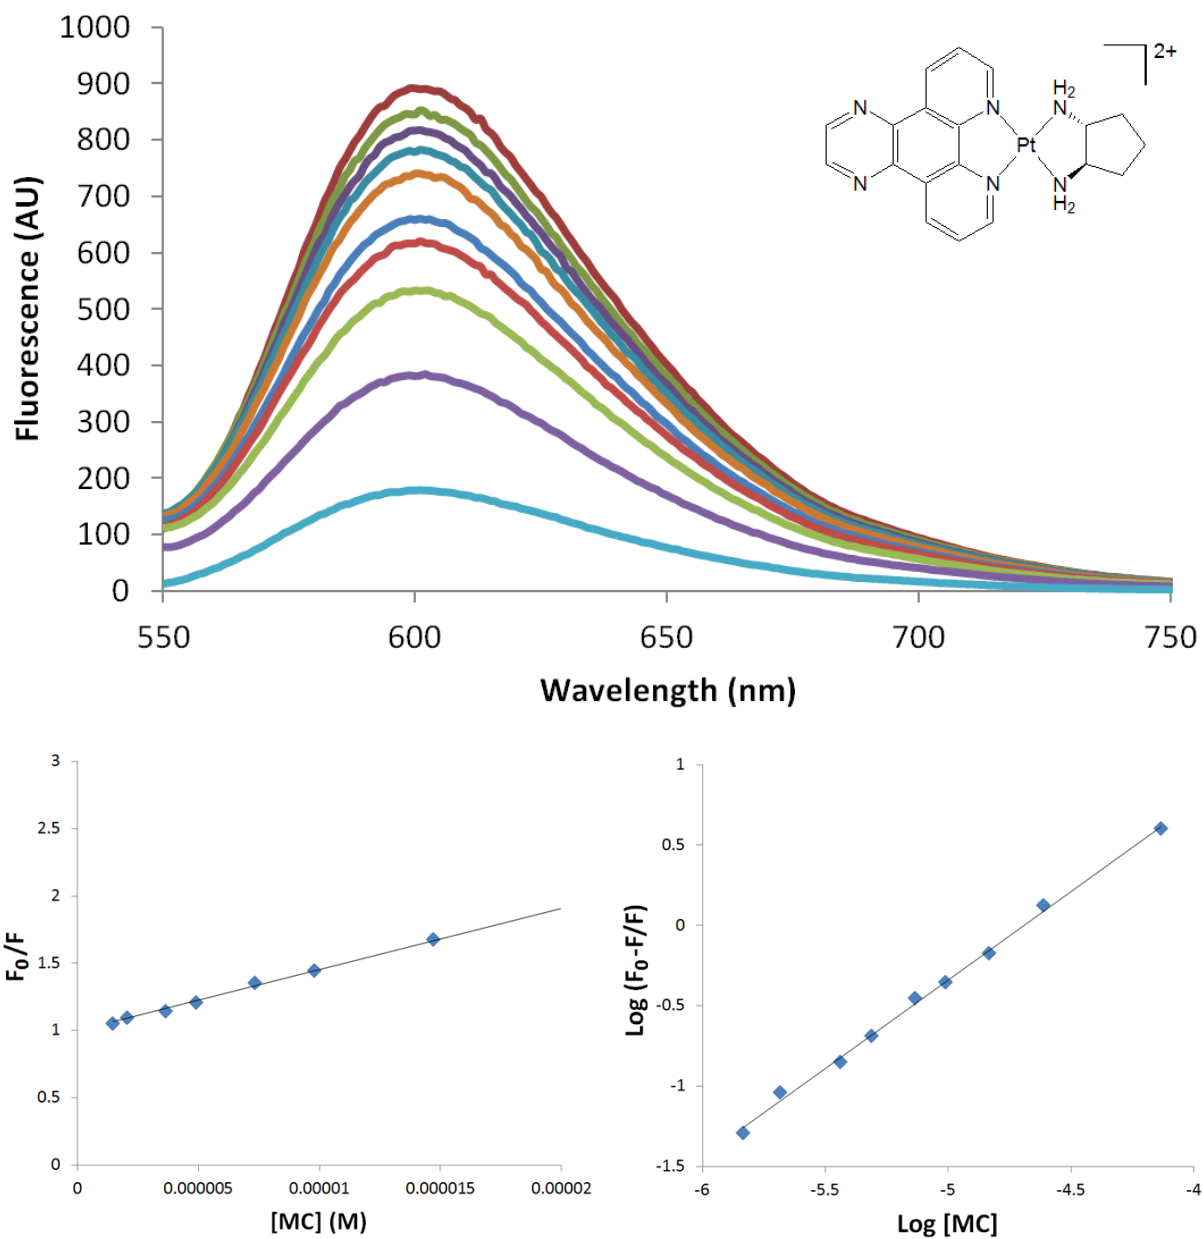 1000
900
800
700
600
500
400
300
200
100
0
Fluorescence (AU)
550
600
650
700
750
Wavelength (nm)
N
N
N
N
Pt
H2
N
N
H2
2+
3
2.5
2
1.5
1
0.5
0
F0/F
0
0.000005
0.00001
0.000015
0.00002
[MC] (M)
1
0.5
0
-0.5
-1
-1.5
Log (F0-F/F)
-6
-5.5
-5
-4.5
-4
Log [MC]